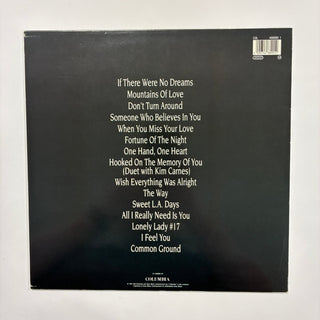 If There Were No Dreams
Mountains Of Love
Don't Turn Around
Someone Who Believes In You
When You Miss Your Love
Fortune Of The Night
One Hand, One Heart
Hooked On The Memory Of You
(Duet with Kim Carnes)
Wish Everything Was Alright
The Way
Sweet L.A. Days
All I Really Need Is You
Lonely Lady #17
I Feel You
Common Ground
COLUMBIA